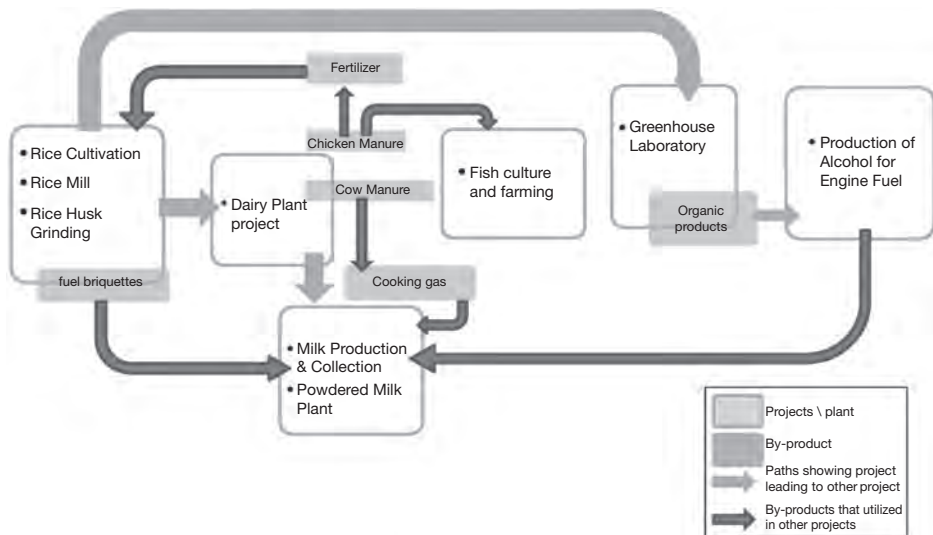 Fertilizer
Chicken Manure
Cow Manure
• Rice Cultivation
• Rice Mill
• Rice Husk
Grinding
fuel briquettes
• Dairy Plant
project
• Fish culture
and farming
Cooking gas
• Milk Production
& Collection
• Powdered Milk
Plant
• Greenhouse
Laboratory
Organic
products
• Production of
Alcohol for
Engine Fuel
Projects \ plant
By-product
Paths showing project
leading to other project
By-products that utilized
in other projects